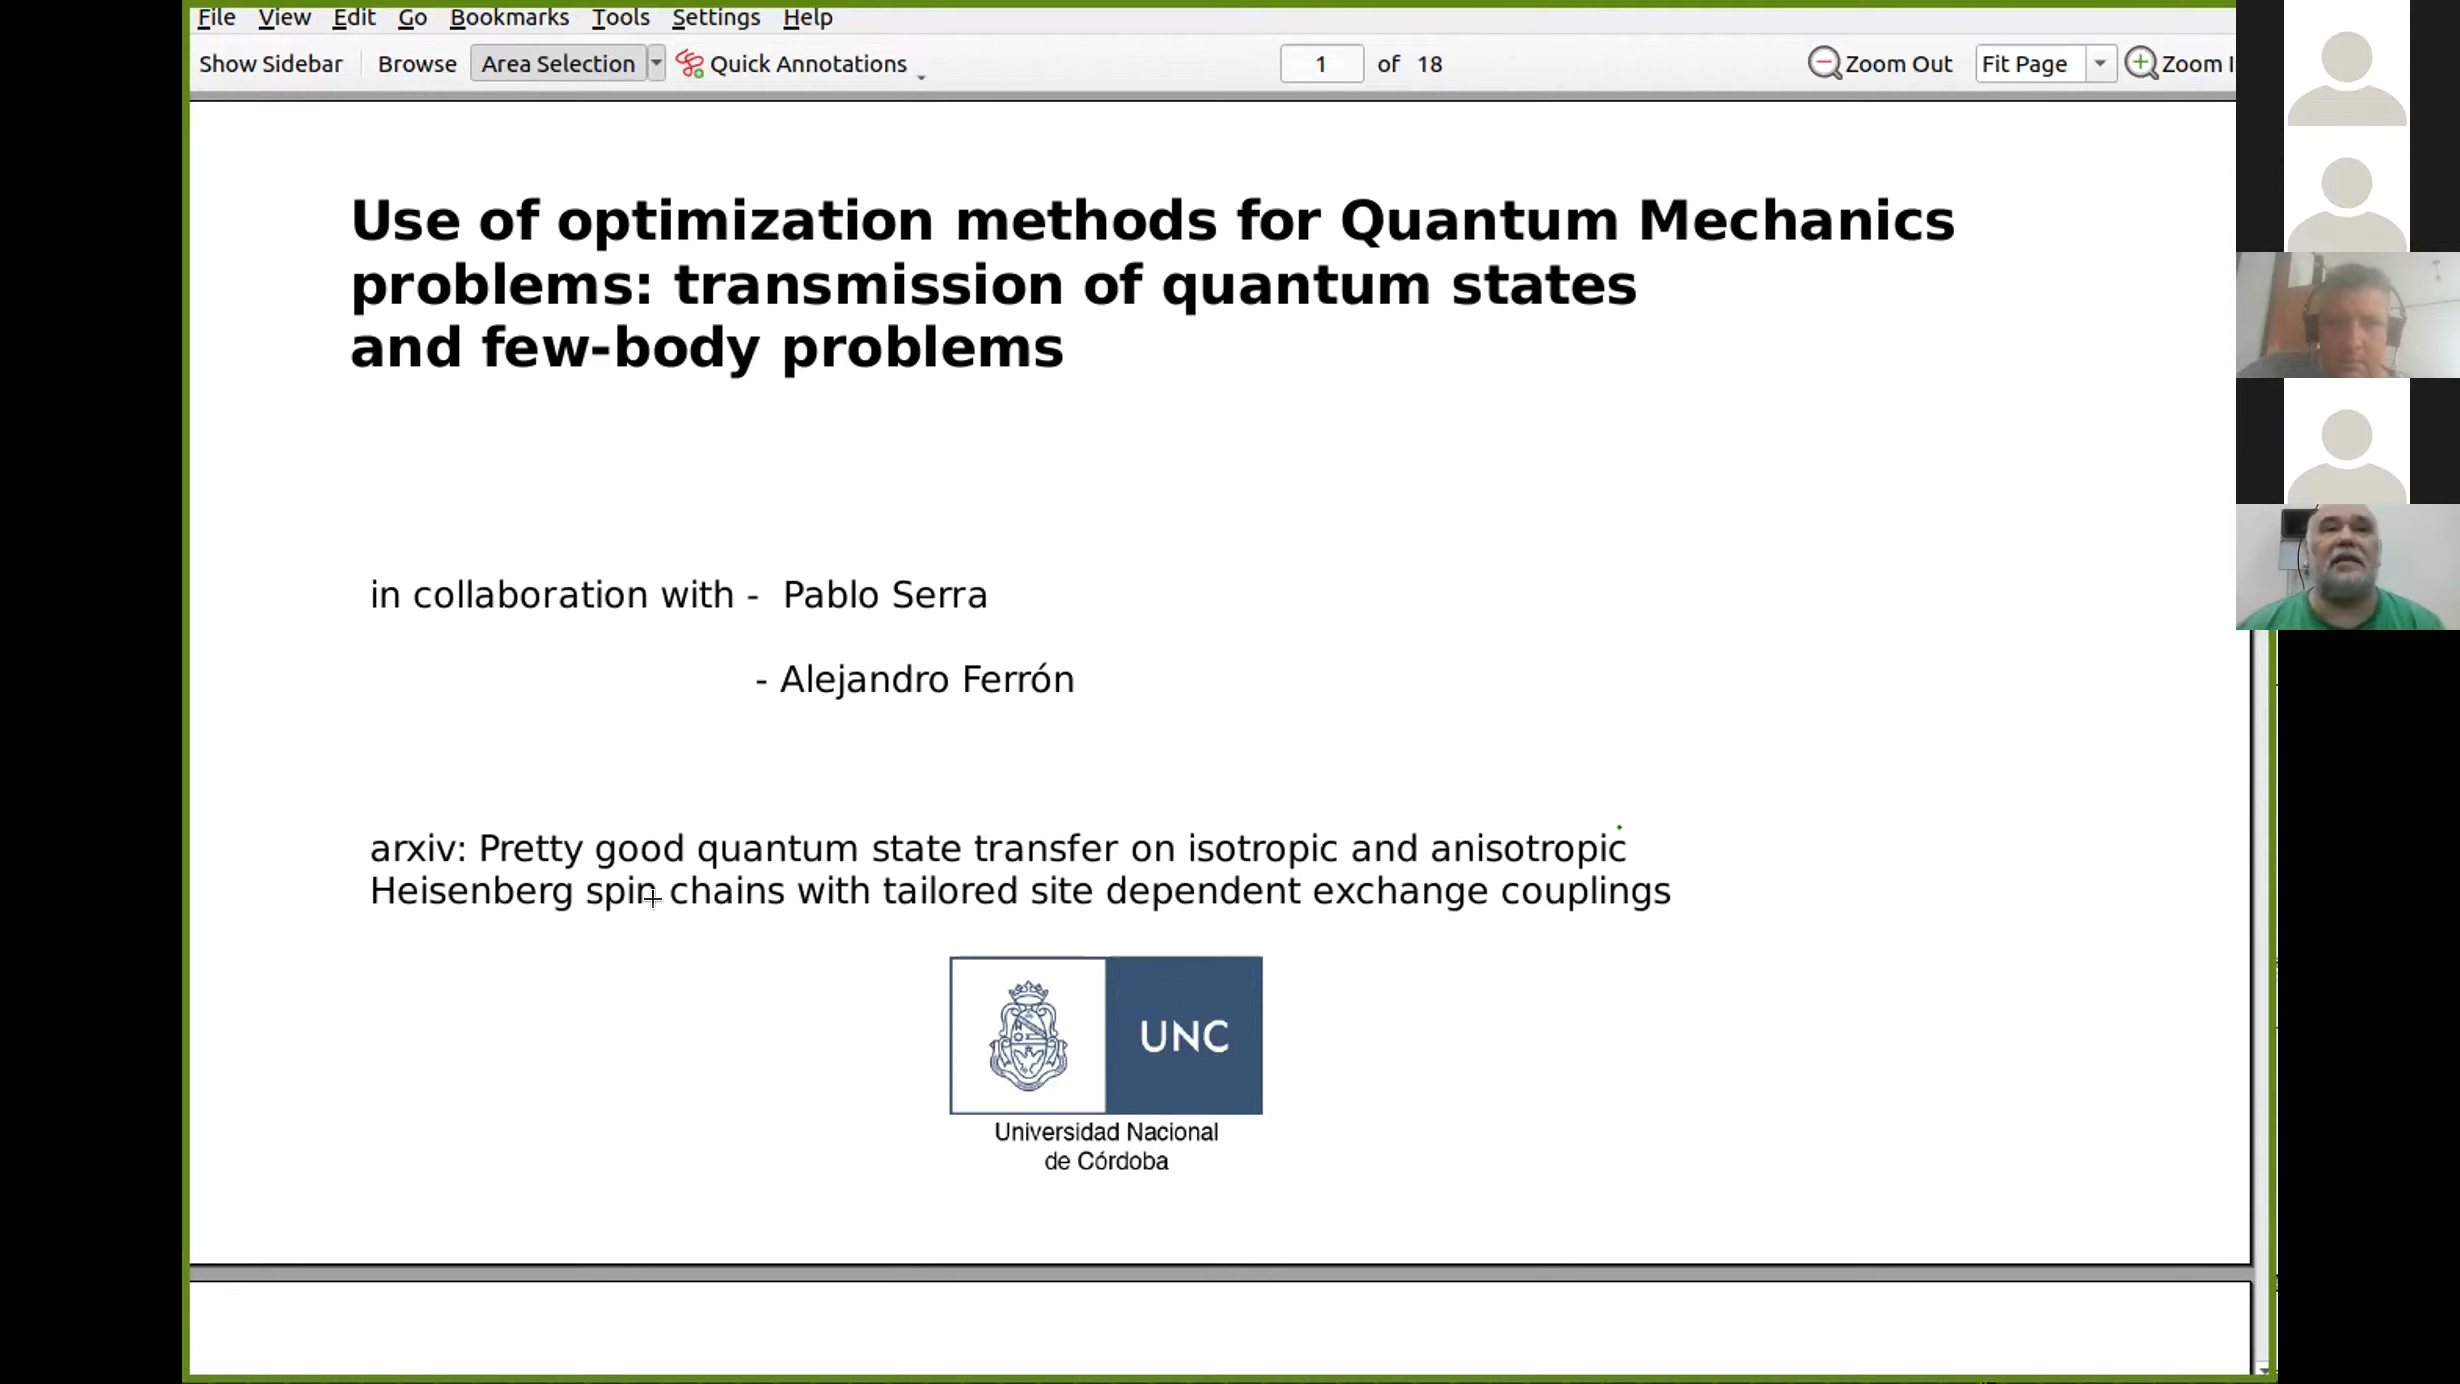 File View Edit Go Bookmarks Tools Settings Help
Show Sidebar Browse Area Selection Quick Annotations 1 of 18 Zoom Out Fit Page Zoom I
Use of optimization methods for Quantum Mechanics
problems: transmission of quantum states
and few-body problems
in collaboration with - Pablo Serra
- Alejandro Ferrón
arxiv: Pretty good quantum state transfer on isotropic and anisotropic
Heisenberg spin chains with tailored site dependent exchange couplings
UNC
Universidad Nacional
de Córdoba